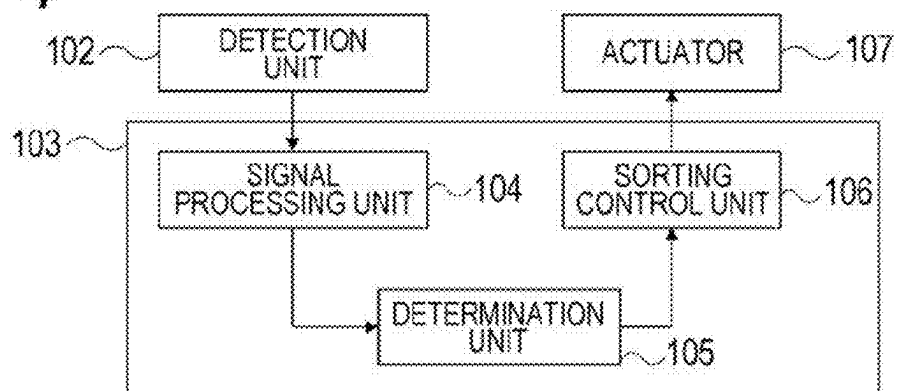 102
DETECTION
UNIT
ACTUATOR
107
103
SIGNAL
PROCESSING UNIT
104
SORTING
CONTROL UNIT
106
DETERMINATION
UNIT
105